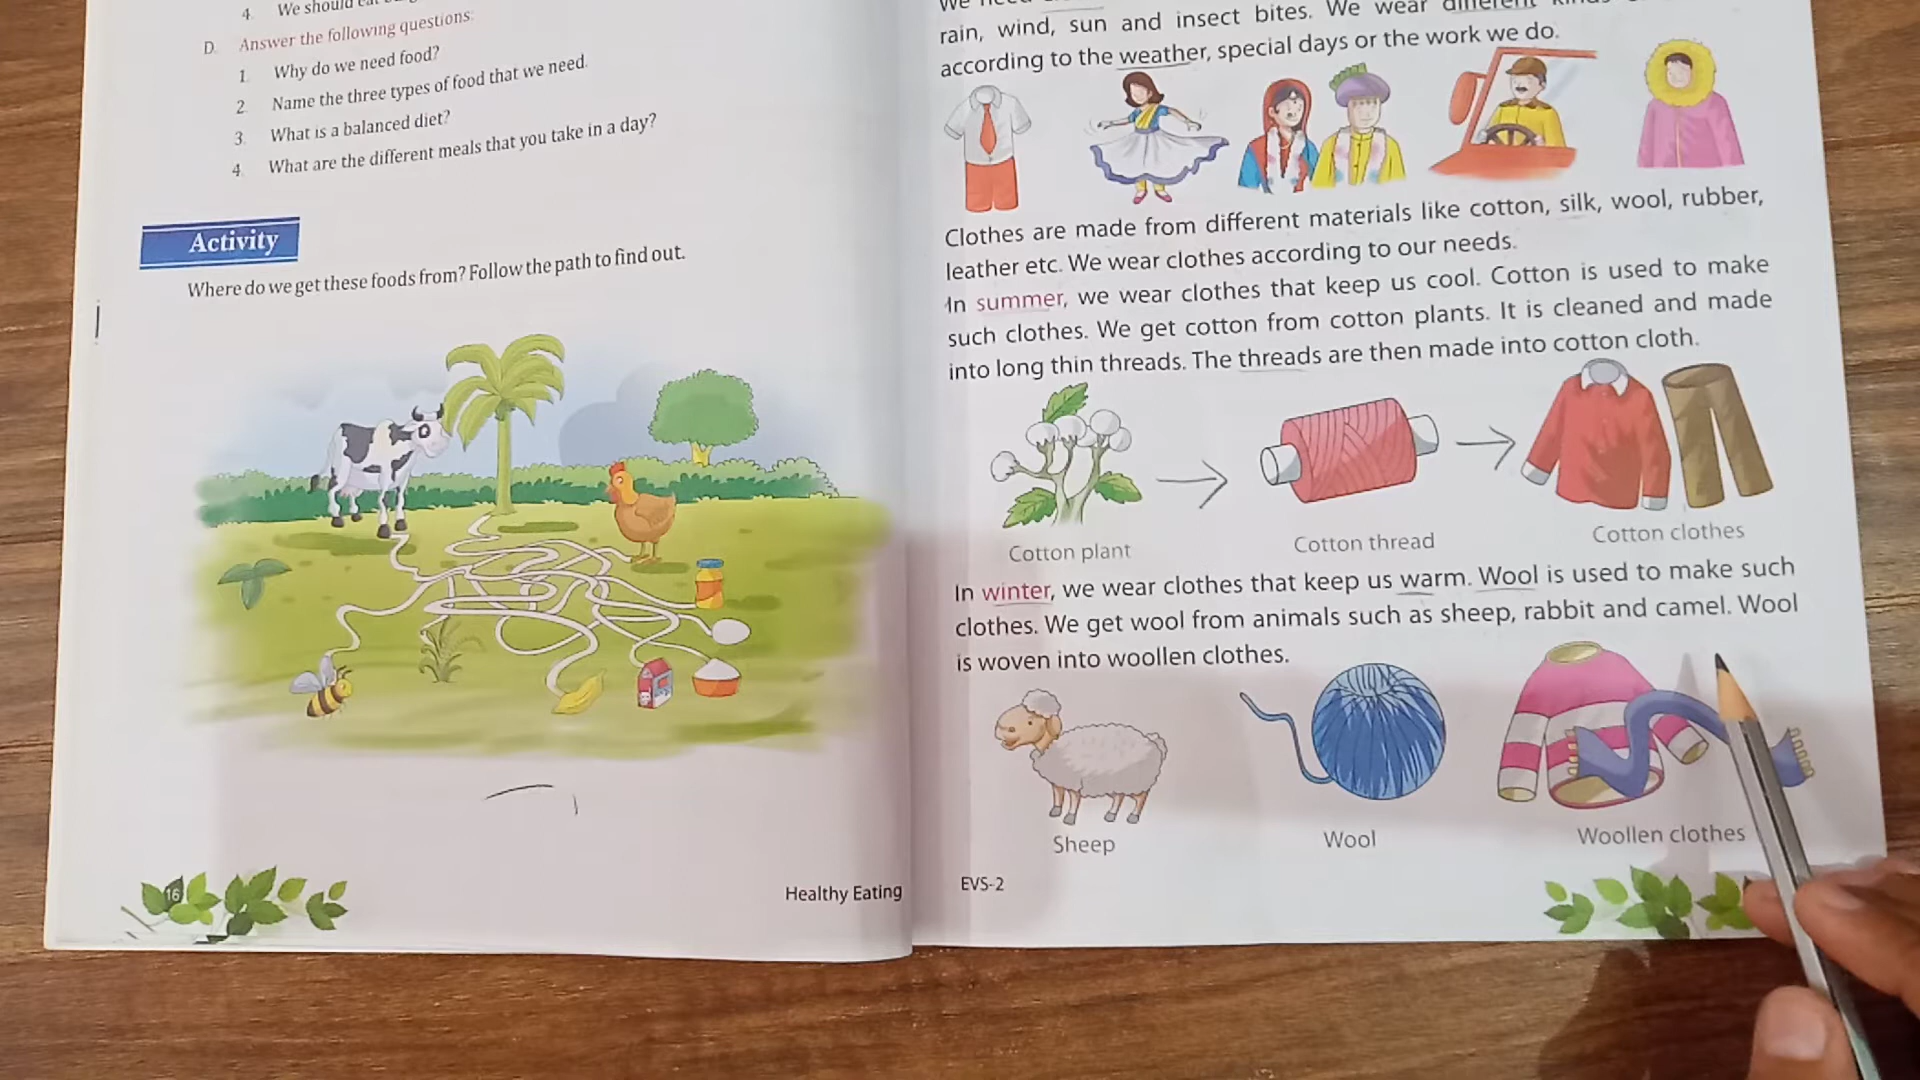 4. We should eat
D. Answer the following questions:
1. Why do we need food?
2. Name the three types of food that we need.
3. What is a balanced diet?
4. What are the different meals that you take in a day?
Activity
Where do we get these foods from? Follow the path to find out.
16
Healthy Eating
We need
rain, wind, sun and insect bites. We wear different kinds
according to the weather, special days or the work we do.
Clothes are made from different materials like cotton, silk, wool, rubber,
leather etc. We wear clothes according to our needs.
In summer, we wear clothes that keep us cool. Cotton is used to make
such clothes. We get cotton from cotton plants. It is cleaned and made
into long thin threads. The threads are then made into cotton cloth.
Cotton plant
Cotton thread
Cotton clothes
In winter, we wear clothes that keep us warm. Wool is used to make such
clothes. We get wool from animals such as sheep, rabbit and camel. Wool
is woven into woollen clothes.
Sheep
Wool
Woollen clothes
EVS-2